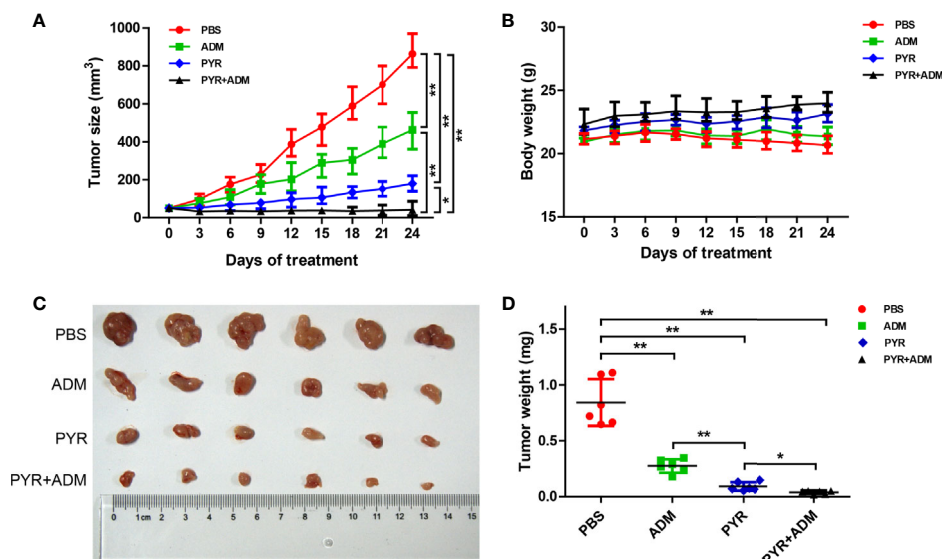 A
Tumor size (mm³)
1000
800
600
400
200
0
0 3 6 9 12 15 18 21 24
Days of treatment
PBS
ADM
PYR
PYR+ADM
**
**
**
**
*
B
Body weight (g)
30
25
20
15
0 3 6 9 12 15 18 21 24
Days of treatment
PBS
ADM
PYR
PYR+ADM
C
PBS
ADM
PYR
PYR+ADM
0 1cm 2 3 4 5 6 7 8 9 10 11 12 13 14 15
D
Tumor weight (mg)
1.5
1.0
0.5
0.0
**
**
**
**
*
PBS
ADM
PYR
PYR+ADM
PBS
ADM
PYR
PYR+ADM